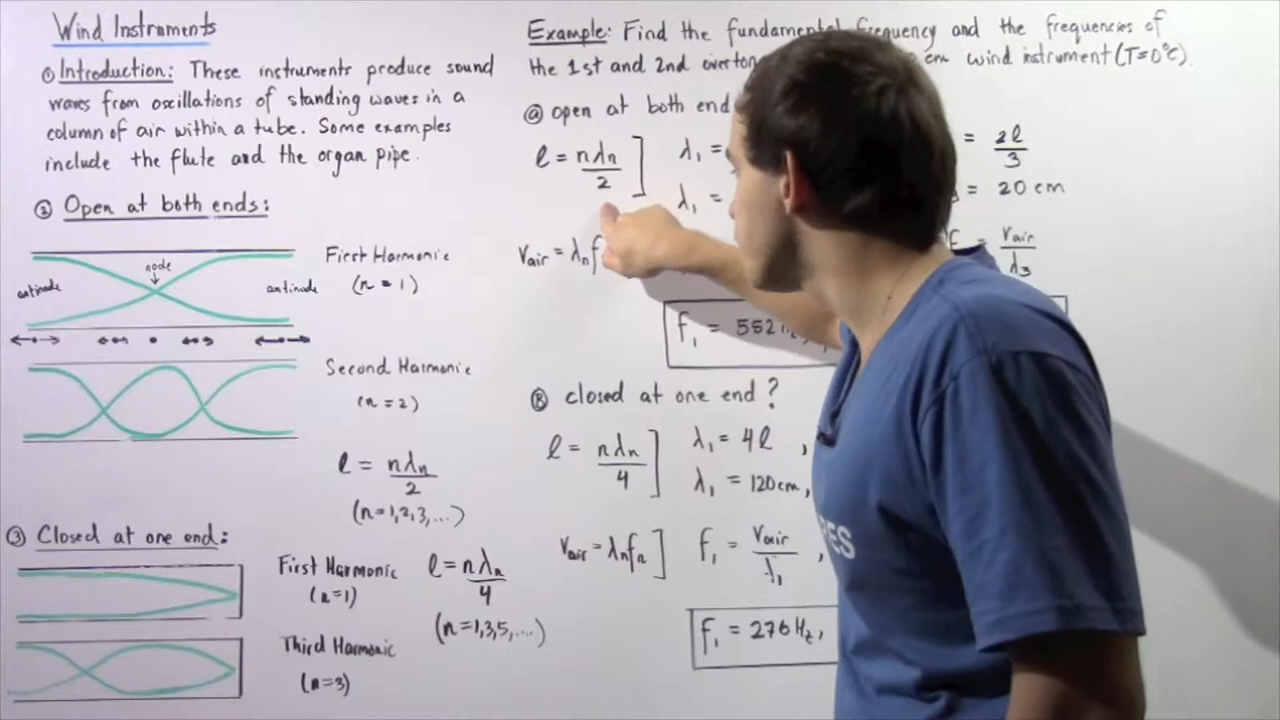 Wind Instruments
① Introduction: These instruments produce sound
waves from oscillations of standing waves in a
column of air within a tube. Some examples
include the flute and the organ pipe.
② Open at both ends:
node
antinode
antinode
First Harmonic
(n = 1)
Second Harmonic
(n = 2)
l = nλn/2
(n=1,2,3,...)
③ Closed at one end:
First Harmonic
(n=1)
l = nλn/4
(n=1,3,5,...)
Third Harmonic
(n=3)
Example: Find the fundamental frequency and the frequencies of
the 1st and 2nd cm wind instrument (T=0°C).
ⓐ open at both
l = nλn/2 ] λ1 = = 2l/3
λ1 = = 20 cm
Vair = λn = Vair/λ3
f1 = 552
Ⓑ closed at one end?
l = nλn/4 ] λ1 = 4l ,
λ1 = 120cm,
Vair = λnfn ] f1 = Vair/λ1 ,
f1 = 276 Hz,